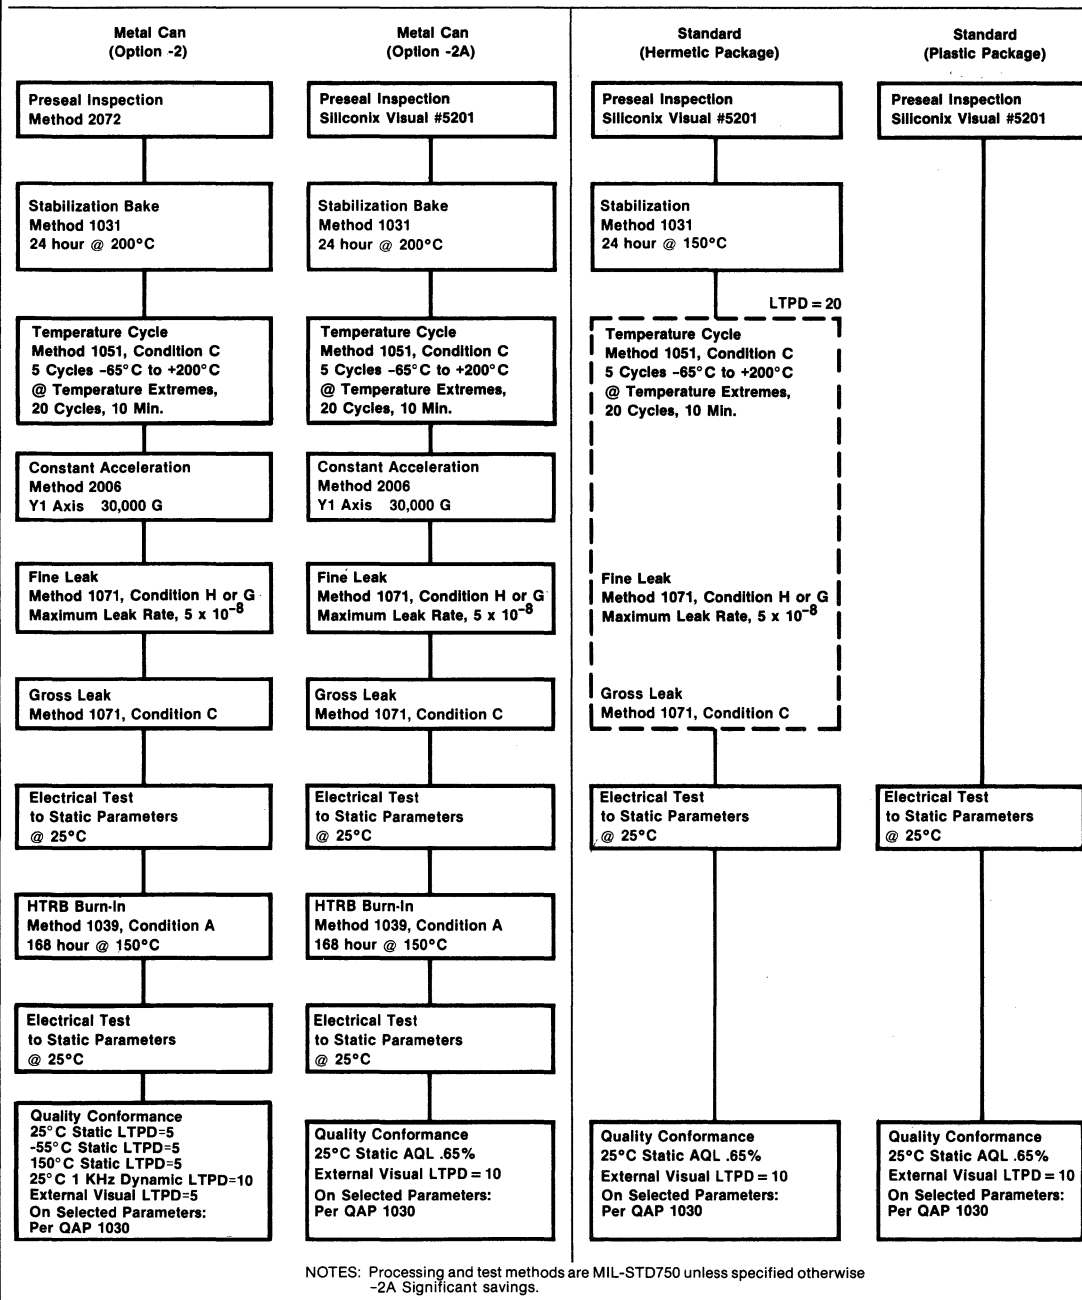 Metal Can
(Option -2)
Preseal Inspection
Method 2072
Stabilization Bake
Method 1031
24 hour @ 200°C
Temperature Cycle
Method 1051, Condition C
5 Cycles -65°C to +200°C
@ Temperature Extremes,
20 Cycles, 10 Min.
Constant Acceleration
Method 2006
Y1 Axis 30,000 G
Fine Leak
Method 1071, Condition H or G
Maximum Leak Rate, 5 x 10⁻⁸
Gross Leak
Method 1071, Condition C
Electrical Test
to Static Parameters
@ 25°C
HTRB Burn-In
Method 1039, Condition A
168 hour @ 150°C
Electrical Test
to Static Parameters
@ 25°C
Quality Conformance
25°C Static LTPD=5
-55°C Static LTPD=5
150°C Static LTPD=5
25°C 1 KHz Dynamic LTPD=10
External Visual LTPD=5
On Selected Parameters:
Per QAP 1030
Metal Can
(Option -2A)
Preseal Inspection
Siliconix Visual #5201
Stabilization Bake
Method 1031
24 hour @ 200°C
Temperature Cycle
Method 1051, Condition C
5 Cycles -65°C to +200°C
@ Temperature Extremes,
20 Cycles, 10 Min.
Constant Acceleration
Method 2006
Y1 Axis 30,000 G
Fine Leak
Method 1071, Condition H or G
Maximum Leak Rate, 5 x 10⁻⁸
Gross Leak
Method 1071, Condition C
Electrical Test
to Static Parameters
@ 25°C
HTRB Burn-In
Method 1039, Condition A
168 hour @ 150°C
Electrical Test
to Static Parameters
@ 25°C
Quality Conformance
25°C Static AQL .65%
External Visual LTPD = 10
On Selected Parameters:
Per QAP 1030
Standard
(Hermetic Package)
Preseal Inspection
Siliconix Visual #5201
Stabilization
Method 1031
24 hour @ 150°C
LTPD = 20
Temperature Cycle
Method 1051, Condition C
5 Cycles -65°C to +200°C
@ Temperature Extremes,
20 Cycles, 10 Min.
Fine Leak
Method 1071, Condition H or G
Maximum Leak Rate, 5 x 10⁻⁸
Gross Leak
Method 1071, Condition C
Electrical Test
to Static Parameters
@ 25°C
Quality Conformance
25°C Static AQL .65%
External Visual LTPD = 10
On Selected Parameters:
Per QAP 1030
Standard
(Plastic Package)
Preseal Inspection
Siliconix Visual #5201
Electrical Test
to Static Parameters
@ 25°C
Quality Conformance
25°C Static AQL .65%
External Visual LTPD = 10
On Selected Parameters:
Per QAP 1030
NOTES: Processing and test methods are MIL-STD750 unless specified otherwise
-2A Significant savings.